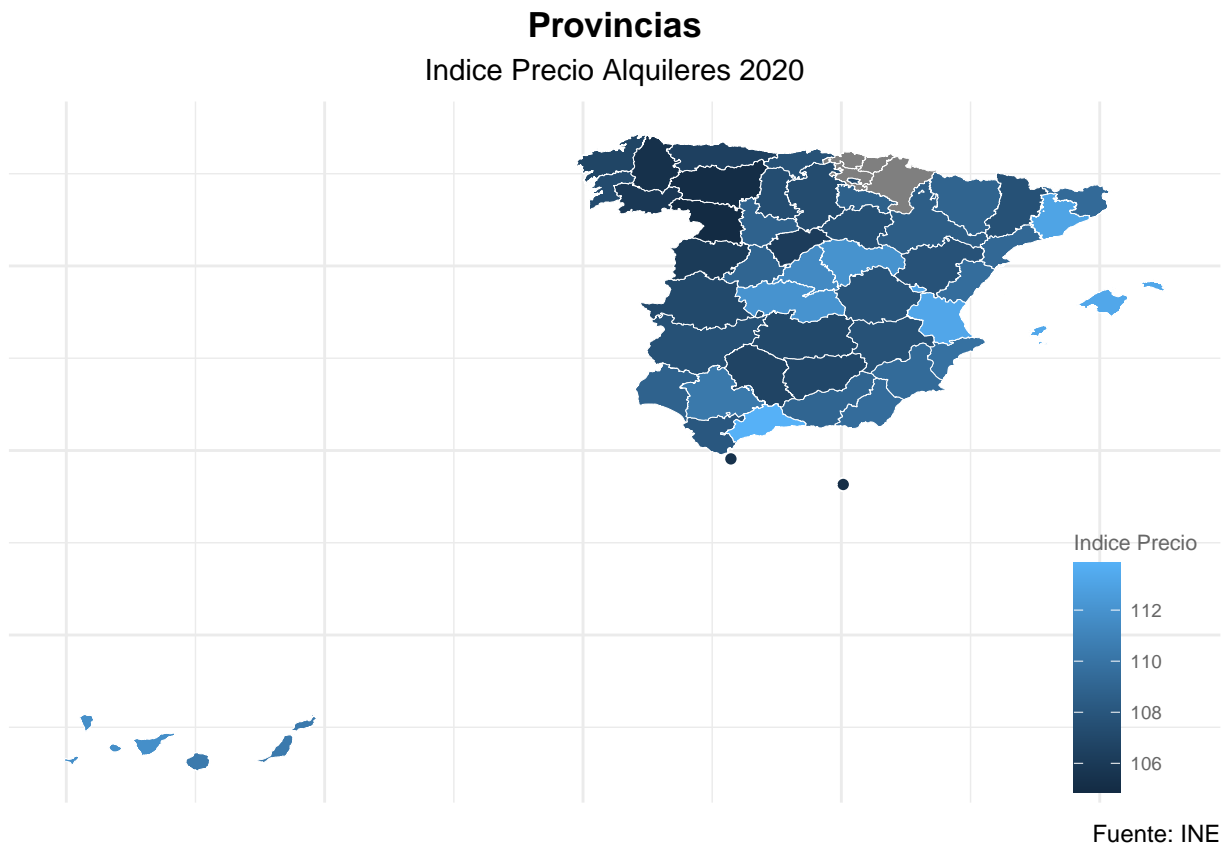 Provincias
Indice Precio Alquileres 2020
Indice Precio
112
110
108
106
Fuente: INE